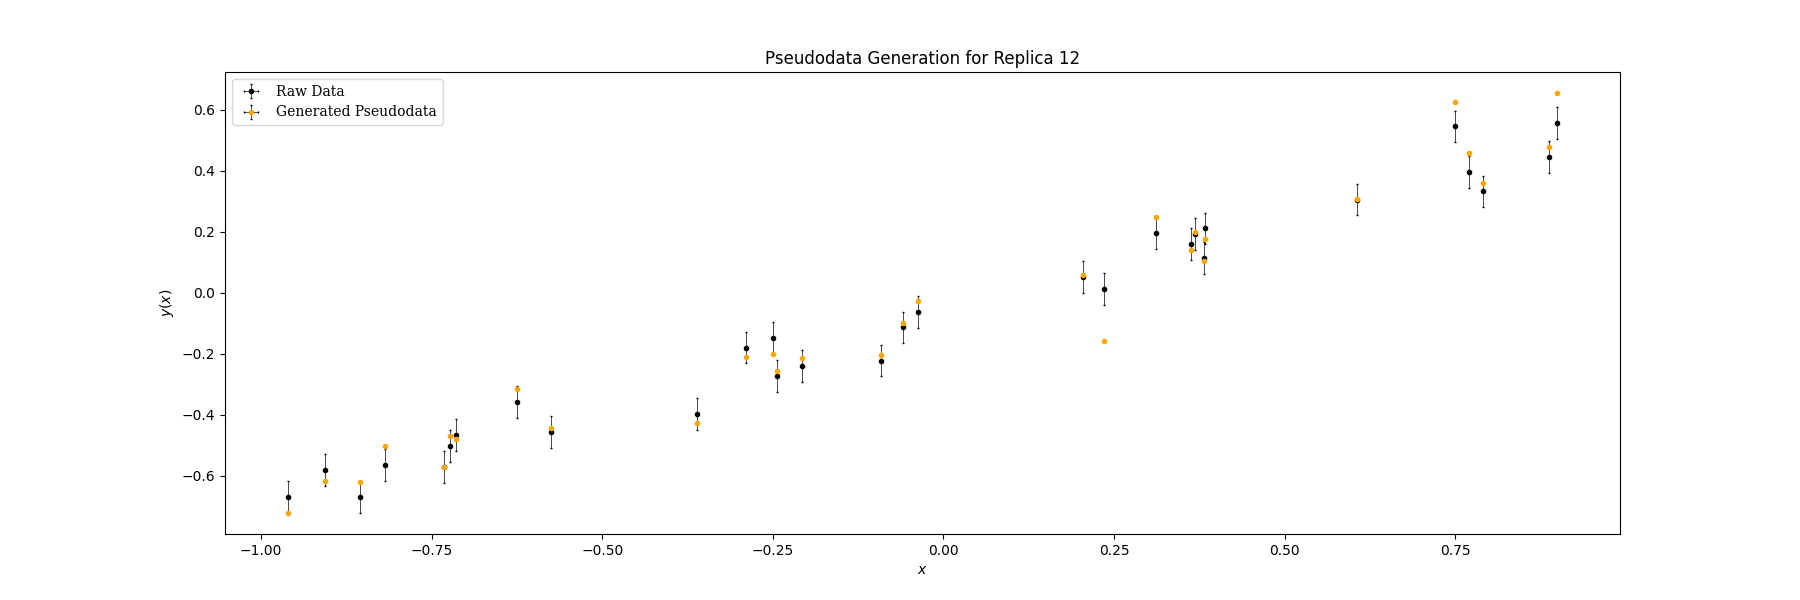 Pseudodata Generation for Replica 12
Raw Data
Generated Pseudodata
0.6
0.4
0.2
0.0
−0.2
−0.4
−0.6
y(x)
−1.00 −0.75 −0.50 −0.25 0.00 0.25 0.50 0.75
x